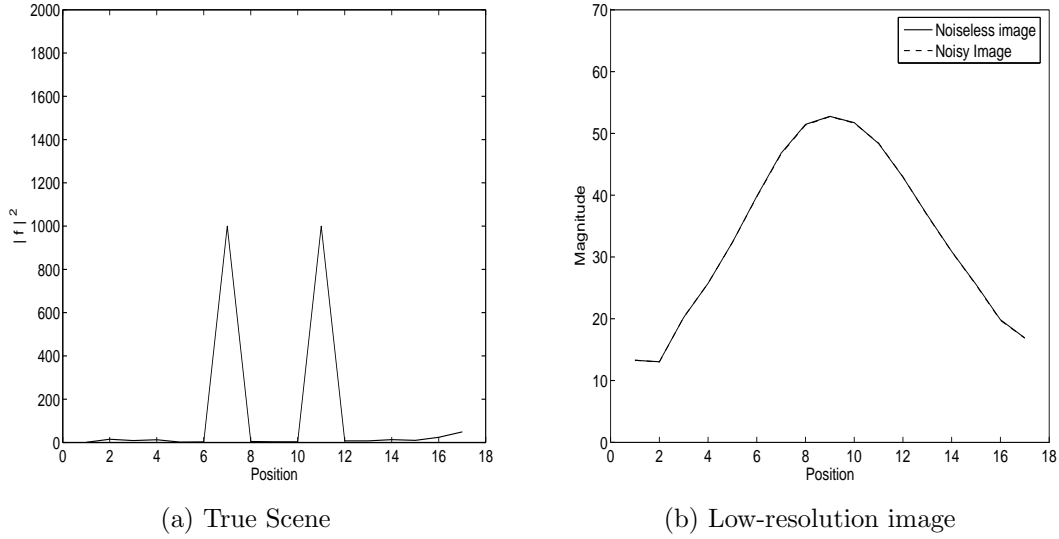 2000
1800
1600
1400
1200
1000
800
600
400
200
0
| f | 2
0 2 4 6 8 10 12 14 16 18
Position
(a) True Scene
70
60
50
40
30
20
10
0
Magnitude
Noiseless image
Noisy Image
0 2 4 6 8 10 12 14 16 18
Position
(b) Low-resolution image